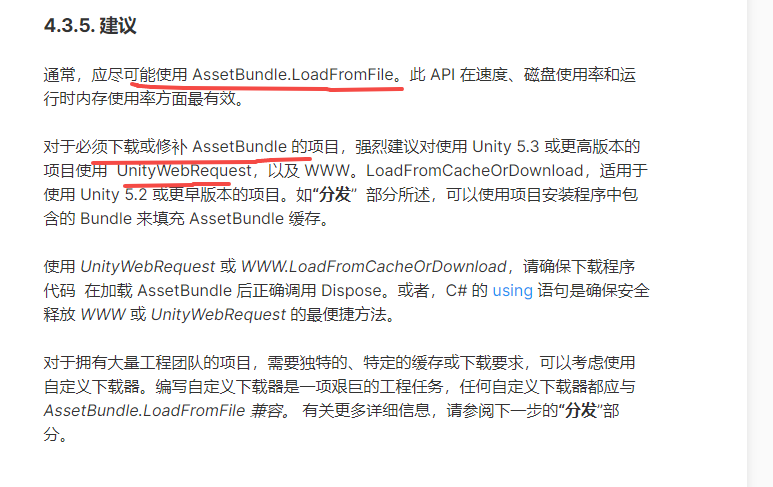 4.3.5. 建议
通常，应尽可能使用 AssetBundle.LoadFromFile。此 API 在速度、磁盘使用率和运
行时内存使用率方面最有效。
对于必须下载或修补 AssetBundle 的项目，强烈建议对使用 Unity 5.3 或更高版本的
项目使用 UnityWebRequest，以及 WWW。LoadFromCacheOrDownload，适用于
使用 Unity 5.2 或更早版本的项目。如“分发” 部分所述，可以使用项目安装程序中包
含的 Bundle 来填充 AssetBundle 缓存。
使用 UnityWebRequest 或 WWW.LoadFromCacheOrDownload，请确保下载程序
代码 在加载 AssetBundle 后正确调用 Dispose。或者，C# 的 using 语句是确保安全
释放 WWW 或 UnityWebRequest 的最便捷方法。
对于拥有大量工程团队的项目，需要独特的、特定的缓存或下载要求，可以考虑使用
自定义下载器。编写自定义下载器是一项艰巨的工程任务，任何自定义下载器都应与
AssetBundle.LoadFromFile 兼容。 有关更多详细信息，请参阅下一步的“分发”部
分。